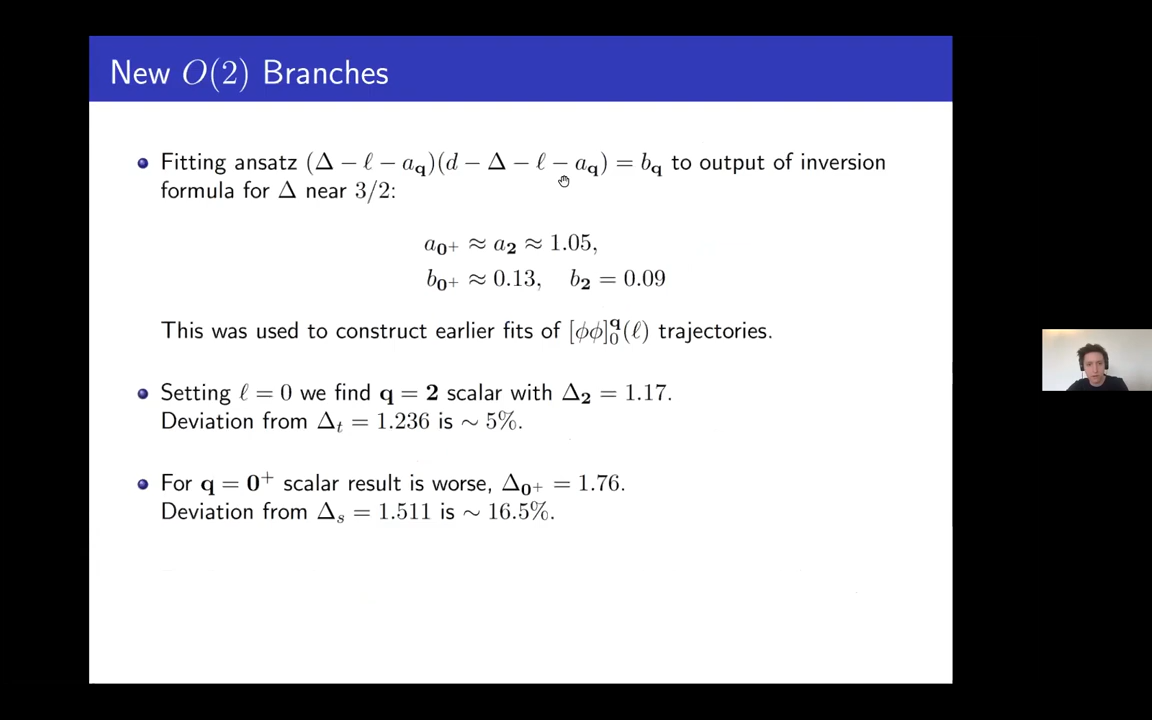 New O(2) Branches
Fitting ansatz (Δ − ℓ − a_q)(d − Δ − ℓ − a_q) = b_q to output of inversion
formula for Δ near 3/2:
a_{0^+} ≈ a_2 ≈ 1.05,
b_{0^+} ≈ 0.13, b_2 = 0.09
This was used to construct earlier fits of [ϕϕ]_0^q(ℓ) trajectories.
Setting ℓ = 0 we find q = 2 scalar with Δ_2 = 1.17.
Deviation from Δ_t = 1.236 is ∼ 5%.
For q = 0^+ scalar result is worse, Δ_{0^+} = 1.76.
Deviation from Δ_s = 1.511 is ∼ 16.5%.